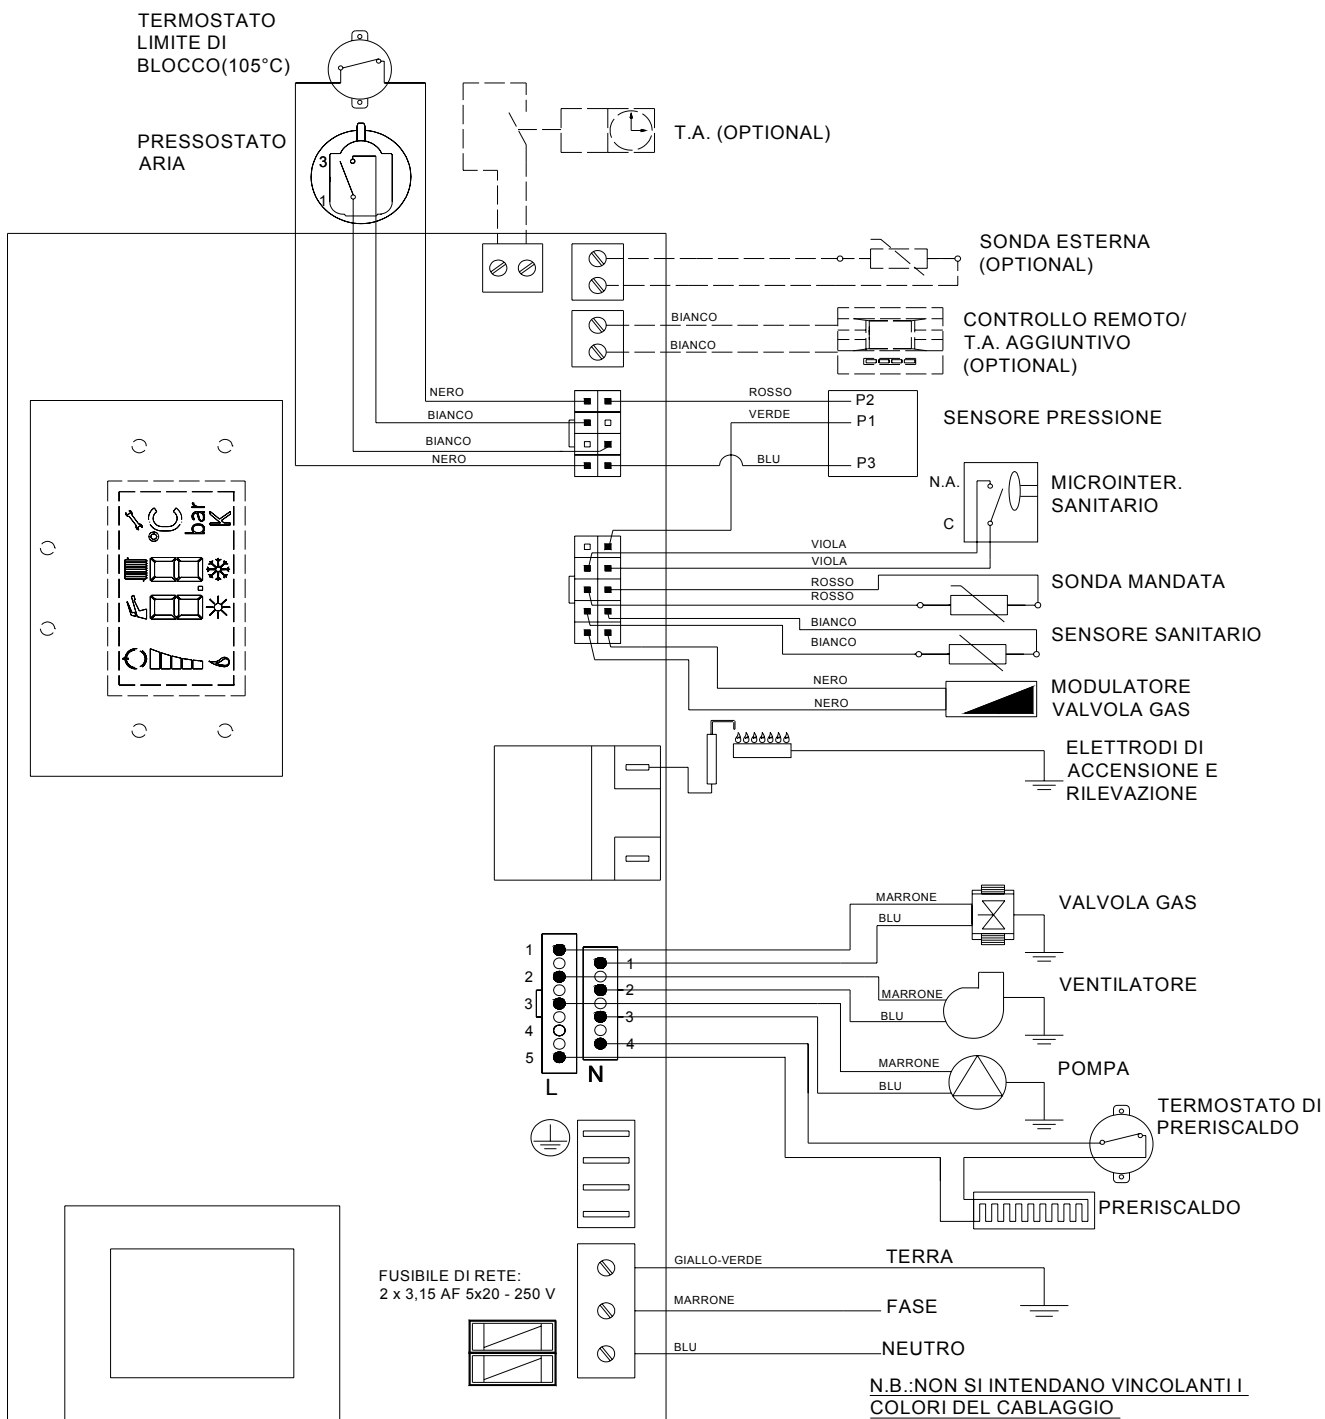 TERMOSTATO
LIMITE DI
BLOCCO(105°C)
T.A. (OPTIONAL)
PRESSOSTATO
ARIA
3
1
SONDA ESTERNA
(OPTIONAL)
BIANCO
BIANCO
CONTROLLO REMOTO/
T.A. AGGIUNTIVO
(OPTIONAL)
NERO
BIANCO
BIANCO
NERO
ROSSO
VERDE
BLU
P2
P1
P3
SENSORE PRESSIONE
N.A.
C
MICROINTER.
SANITARIO
°C
bar
K
VIOLA
VIOLA
ROSSO
ROSSO
SONDA MANDATA
BIANCO
BIANCO
SENSORE SANITARIO
NERO
NERO
MODULATORE
VALVOLA GAS
ELETTRODI DI
ACCENSIONE E
RILEVAZIONE
MARRONE
BLU
VALVOLA GAS
1
2
3
4
5
L
1
2
3
4
N
MARRONE
BLU
VENTILATORE
MARRONE
BLU
POMPA
TERMOSTATO DI
PRERISCALDO
PRERISCALDO
FUSIBILE DI RETE:
2 x 3,15 AF 5x20 - 250 V
GIALLO-VERDE
TERRA
MARRONE
FASE
BLU
NEUTRO
N.B.:NON SI INTENDANO VINCOLANTI I
COLORI DEL CABLAGGIO